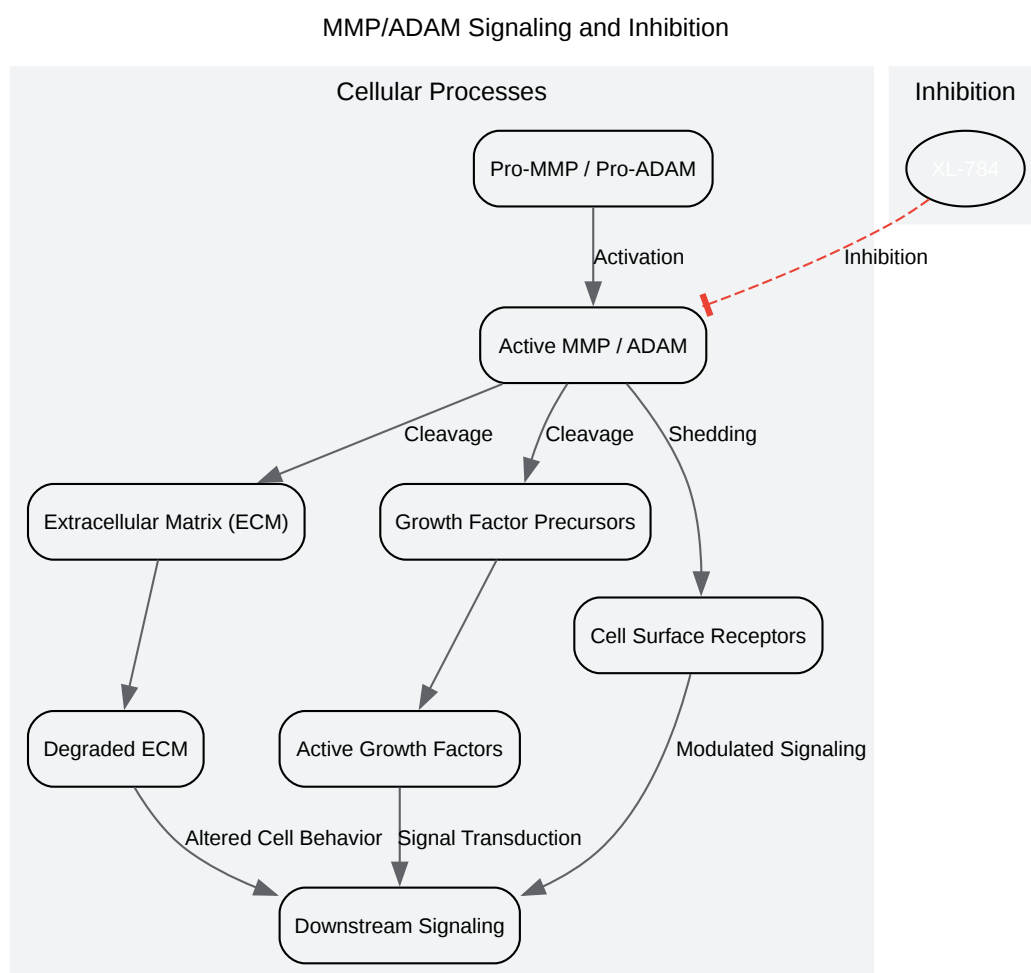 MMP/ADAM Signaling and Inhibition
Cellular Processes
Inhibition
Pro-MMP / Pro-ADAM
XL-784
Activation
Inhibition
Active MMP / ADAM
Cleavage
Cleavage
Shedding
Extracellular Matrix (ECM)
Growth Factor Precursors
Cell Surface Receptors
Degraded ECM
Active Growth Factors
Modulated Signaling
Altered Cell Behavior
Signal Transduction
Downstream Signaling